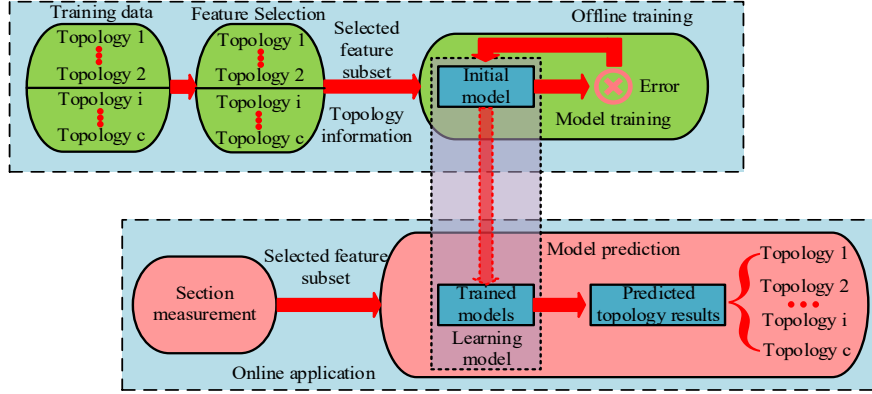 Training data
Topology 1
Topology 2
Topology i
Topology c
Feature Selection
Topology 1
Topology 2
Topology i
Topology c
Selected
feature
subset
Topology
information
Offline training
Initial
model
Error
Model training
Section
measurement
Selected feature
subset
Model prediction
Trained
models
Learning
model
Predicted
topology results
Topology 1
Topology 2
Topology i
Topology c
Online application